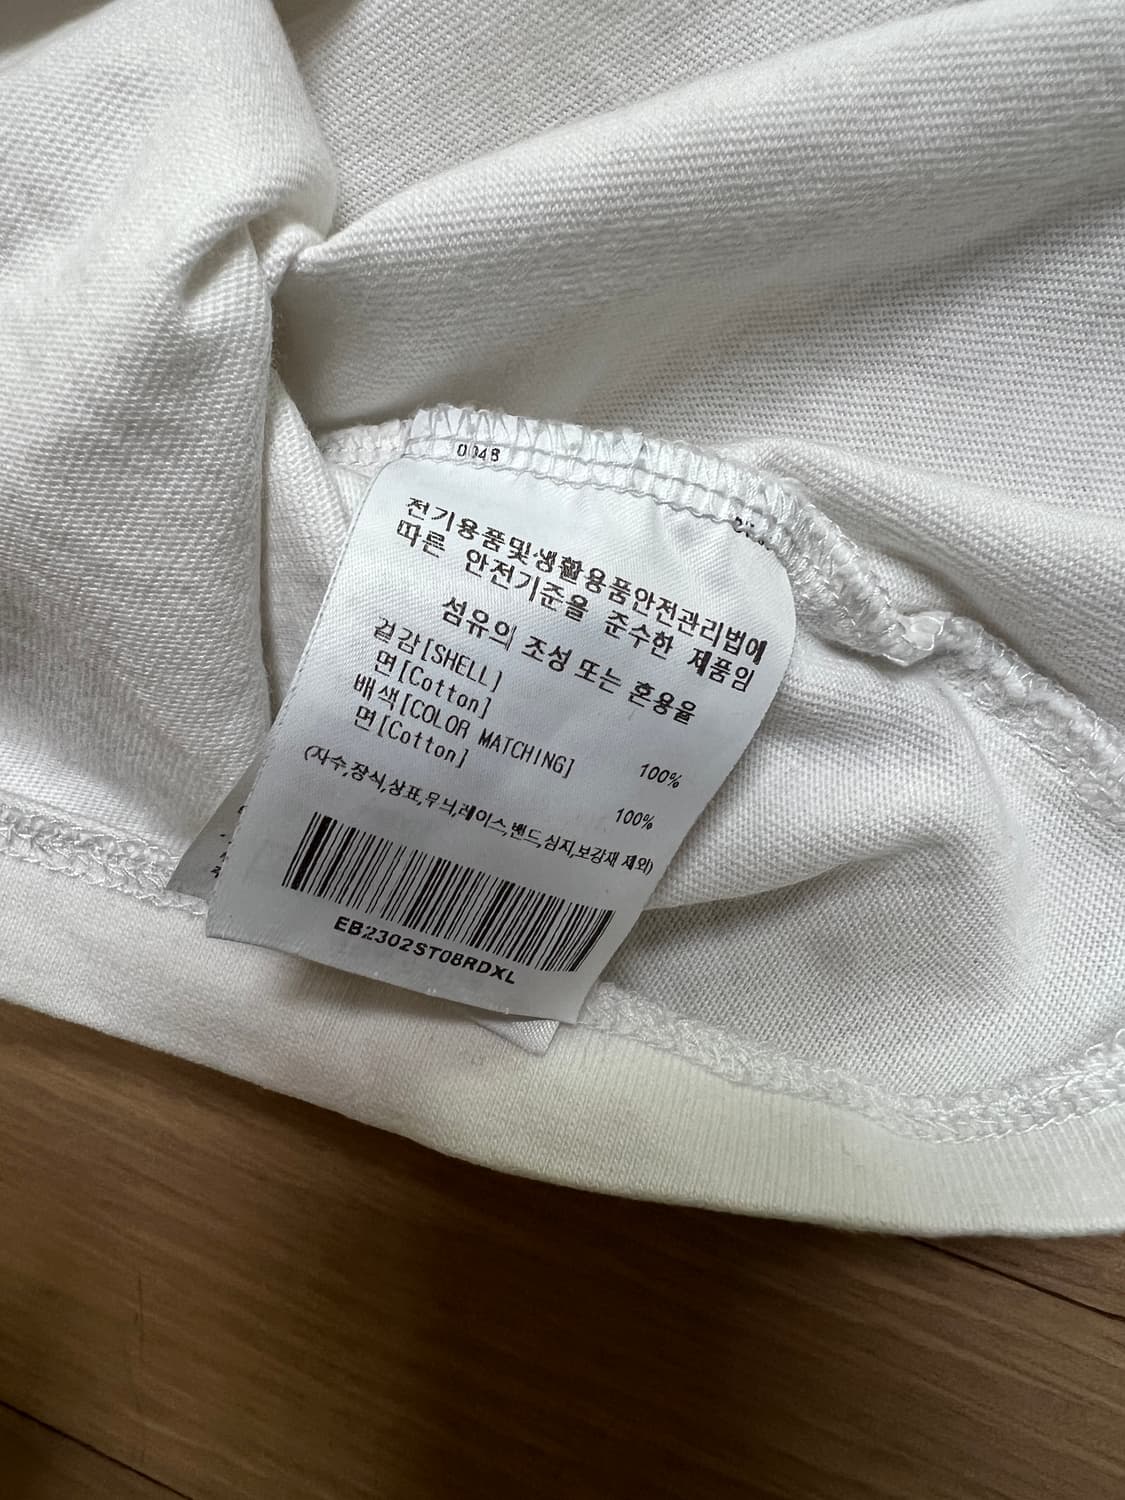 0048
전기용품및생활용품안전관리법에
따른 안전기준을 준수한 제품임
섬유의 조성 또는 혼용율
겉감[SHELL]
면[Cotton] 100%
배색[COLOR MATCHING]
면[Cotton] 100%
(자수,장식,상표,무늬,레이스,밴드,심지,보강재 제외)
EB2302ST08RDXL